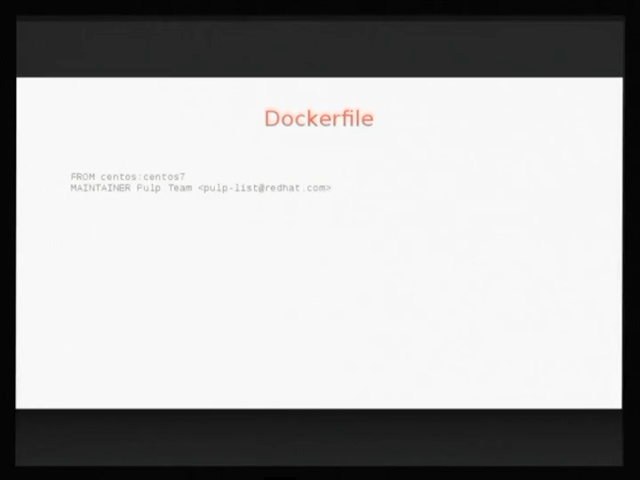 Dockerfile
FROM centos:centos7
MAINTAINER Pulp Team <pulp-list@redhat.com>